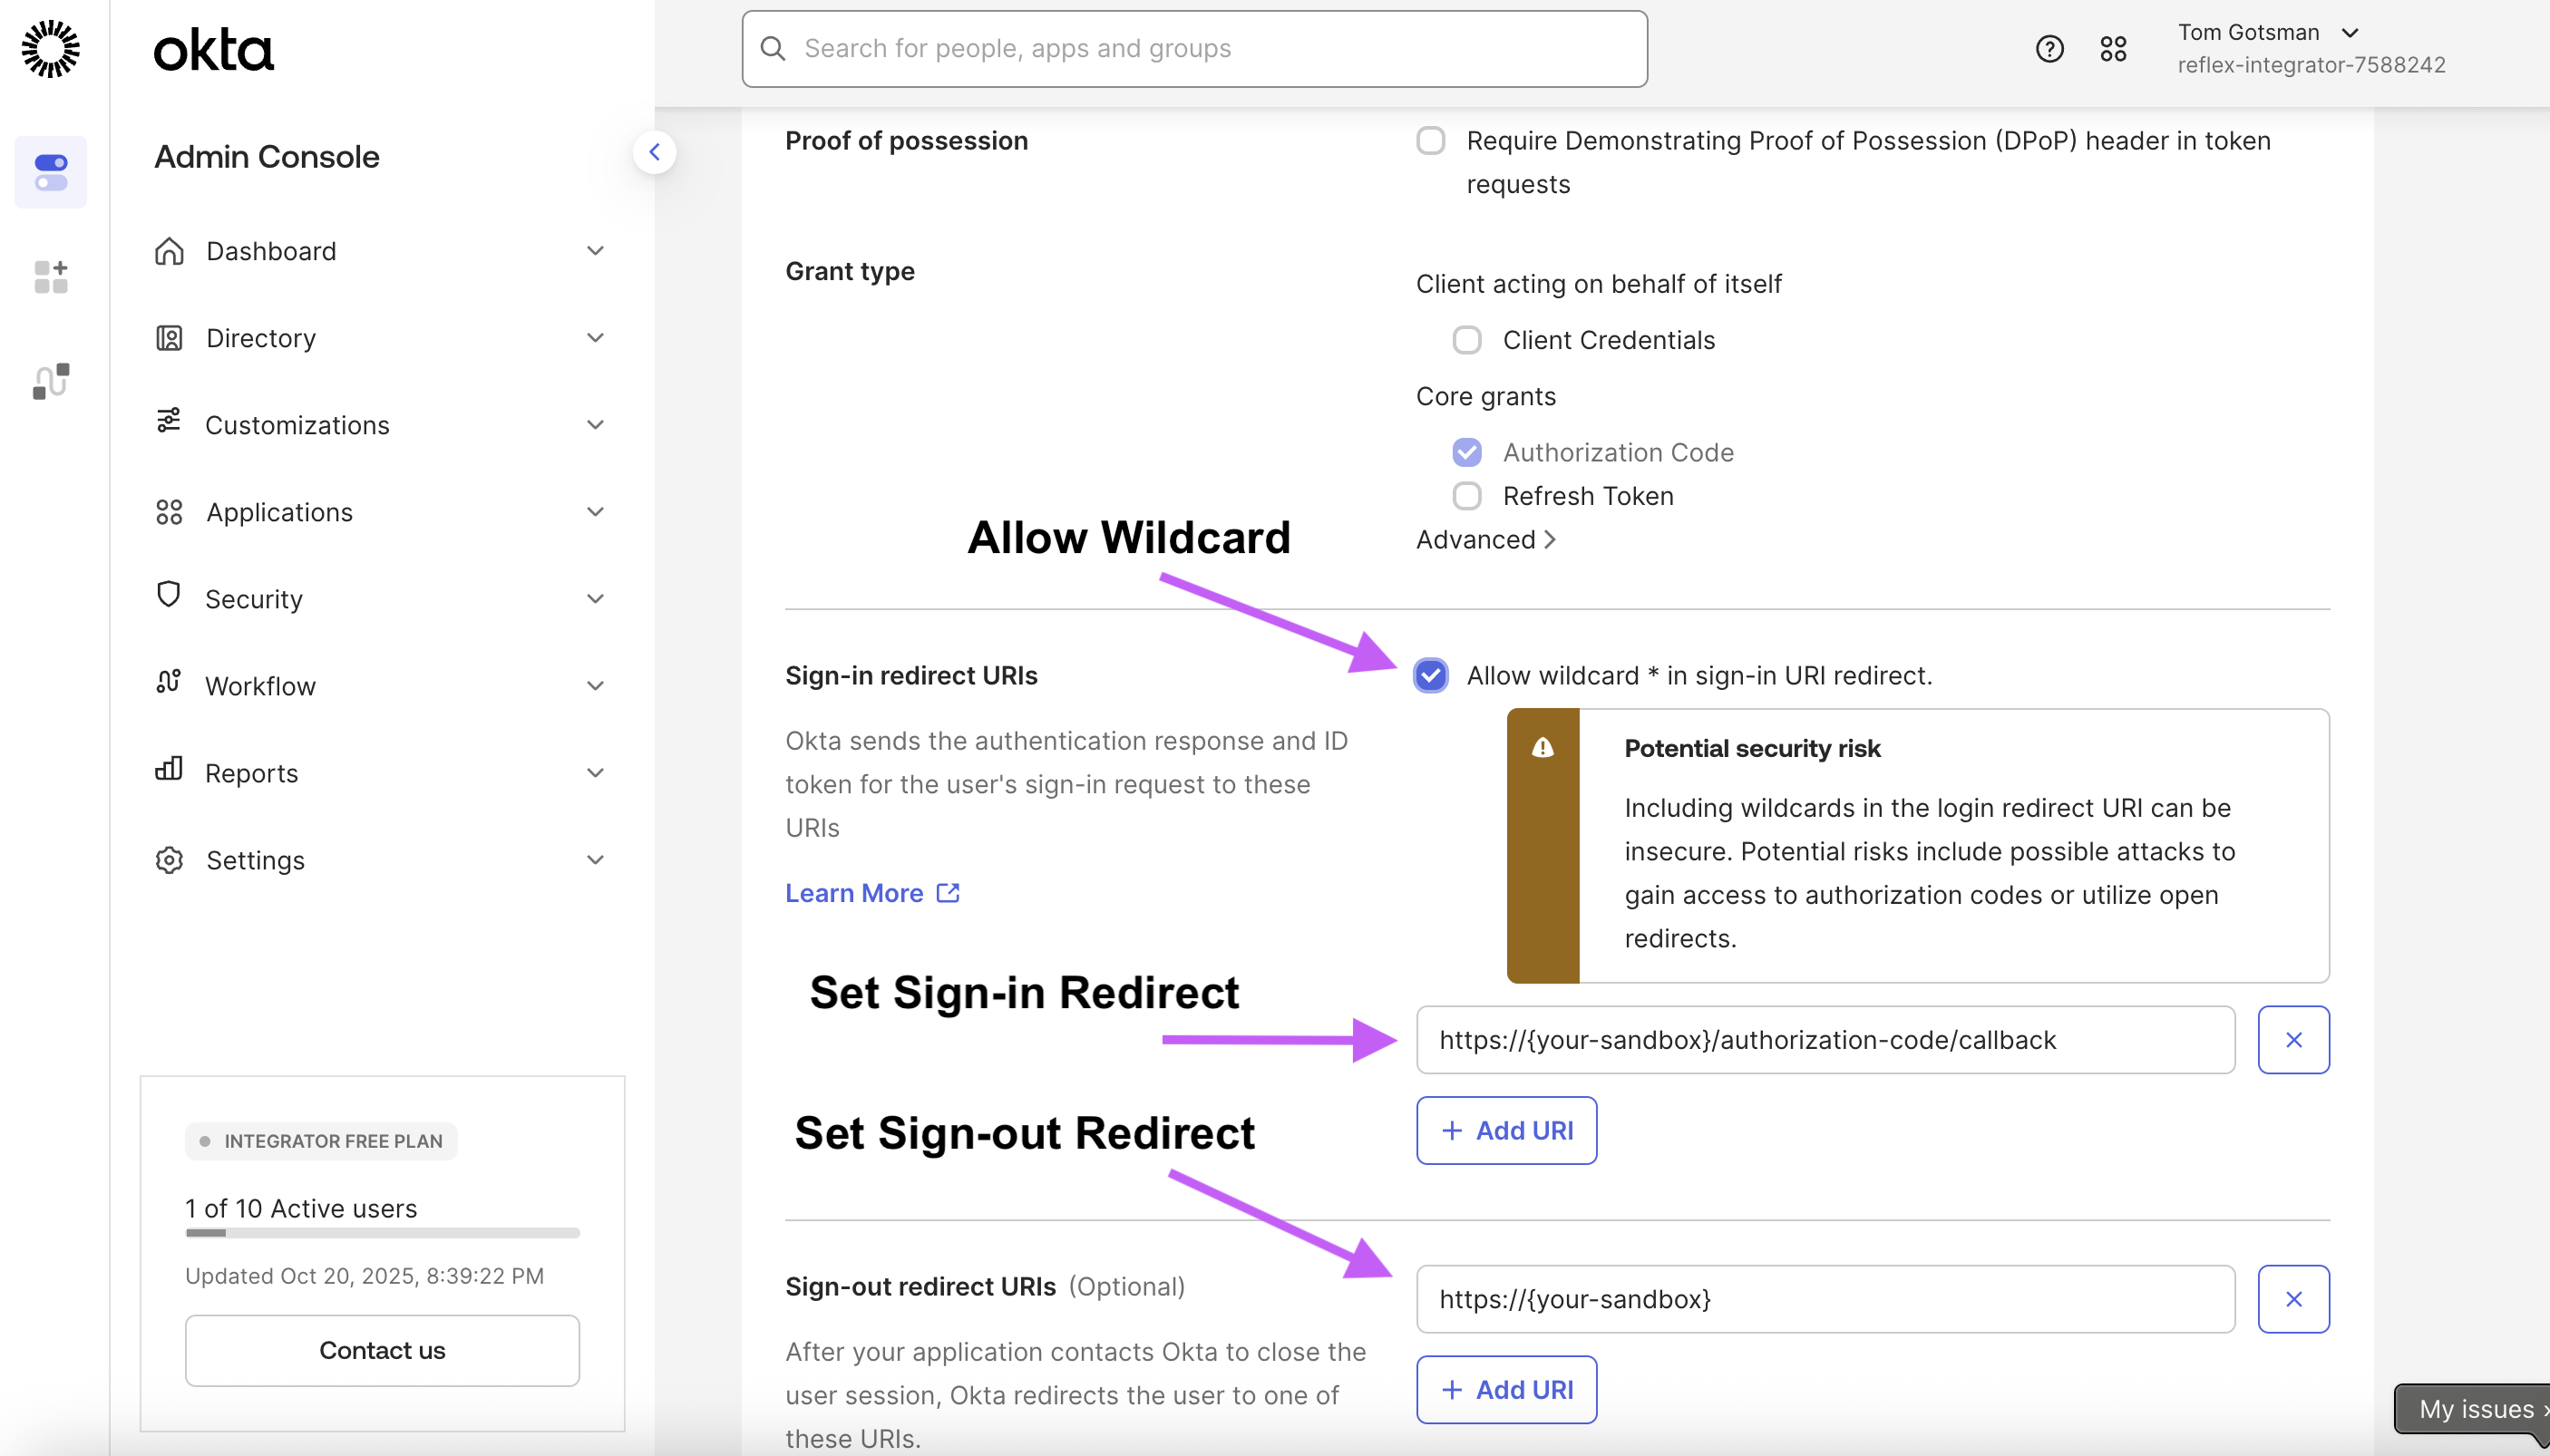 okta
Search for people, apps and groups
Tom Gotsman
reflex-integrator-7588242
Admin Console
Dashboard
Directory
Customizations
Applications
Security
Workflow
Reports
Settings
INTEGRATOR FREE PLAN
1 of 10 Active users
Updated Oct 20, 2025, 8:39:22 PM
Contact us
Proof of possession
Require Demonstrating Proof of Possession (DPoP) header in token
requests
Grant type
Client acting on behalf of itself
Client Credentials
Core grants
Authorization Code
Refresh Token
Advanced
Allow Wildcard
Sign-in redirect URIs
Okta sends the authentication response and ID
token for the user's sign-in request to these
URIs
Learn More
Allow wildcard * in sign-in URI redirect.
Potential security risk
Including wildcards in the login redirect URI can be
insecure. Potential risks include possible attacks to
gain access to authorization codes or utilize open
redirects.
Set Sign-in Redirect
https://{your-sandbox}/authorization-code/callback
+ Add URI
Set Sign-out Redirect
Sign-out redirect URIs (Optional)
After your application contacts Okta to close the
user session, Okta redirects the user to one of
these URIs.
https://{your-sandbox}
+ Add URI
My issues